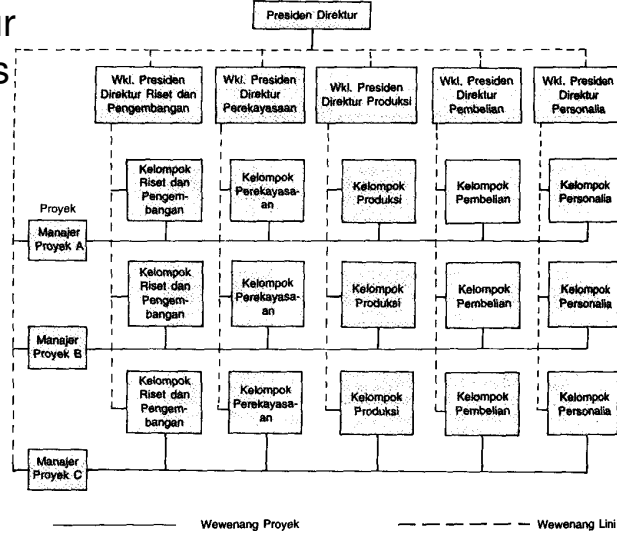 Presiden Direktur
ur
s
Wkl. Presiden
Direktur Riset dan
Pengembangan
Wkl. Presiden
Direktur
Perekayasaan
Wkl. Presiden
Direktur Produksi
Wkl. Presiden
Direktur
Pembelian
Wkl. Presiden
Direktur
Personalia
Proyek
Manajer
Proyek A
Kelompok
Riset dan
Pengem-
bangan
Kelompok
Perekayasa-
an
Kelompok
Produksi
Kelompok
Pembelian
Kelompok
Personalia
Manajer
Proyek B
Kelompok
Riset dan
Pengem-
bangan
Kelompok
Perekayasa-
an
Kelompok
Produksi
Kelompok
Pembelian
Kelompok
Personalia
Manajer
Proyek C
Kelompok
Riset dan
Pengem-
bangan
Kelompok
Perekayasa-
an
Kelompok
Produksi
Kelompok
Pembelian
Kelompok
Personalia
Wewenang Proyek
Wewenang Lini